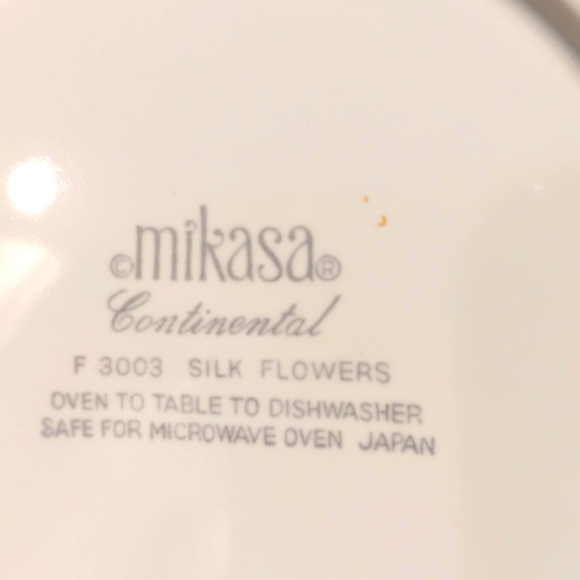 ©mikasa®
Continental
F 3003 SILK FLOWERS
OVEN TO TABLE TO DISHWASHER
SAFE FOR MICROWAVE OVEN JAPAN